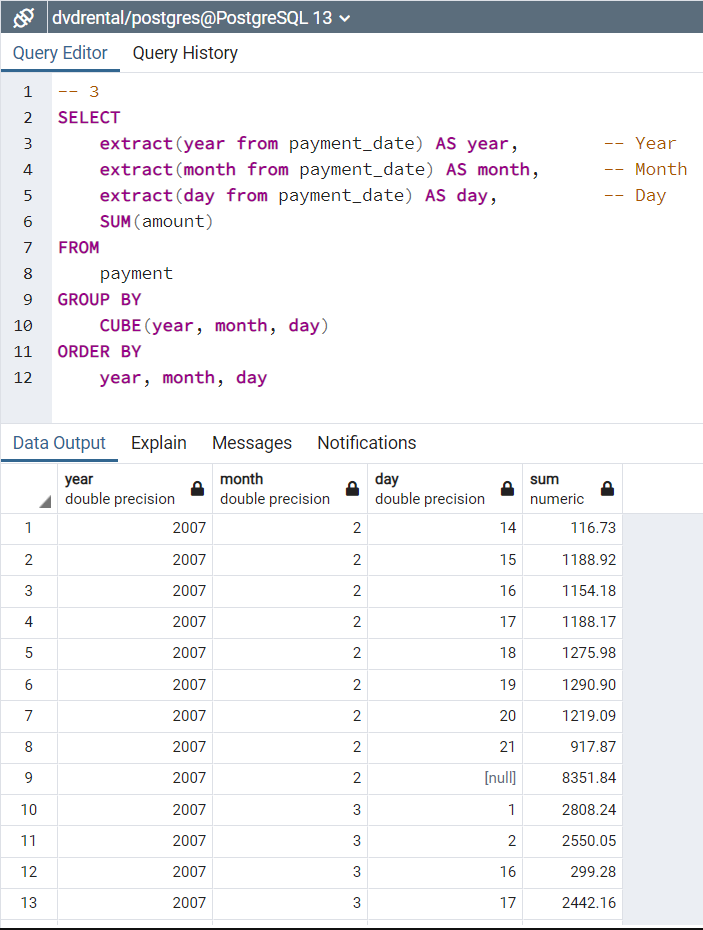 dvdrental/postgres@PostgreSQL 13
Query Editor Query History
1 -- 3
2 SELECT
3 extract(year from payment_date) AS year, -- Year
4 extract(month from payment_date) AS month, -- Month
5 extract(day from payment_date) AS day, -- Day
6 SUM(amount)
7 FROM
8 payment
9 GROUP BY
10 CUBE(year, month, day)
11 ORDER BY
12 year, month, day
Data Output Explain Messages Notifications
year month day sum
double precision double precision double precision numeric
1 2007 2 14 116.73
2 2007 2 15 1188.92
3 2007 2 16 1154.18
4 2007 2 17 1188.17
5 2007 2 18 1275.98
6 2007 2 19 1290.90
7 2007 2 20 1219.09
8 2007 2 21 917.87
9 2007 2 [null] 8351.84
10 2007 3 1 2808.24
11 2007 3 2 2550.05
12 2007 3 16 299.28
13 2007 3 17 2442.16